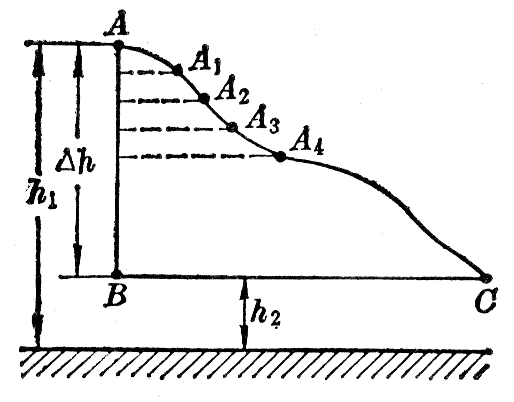 A
A₁
A₂
A₃
A₄
Δh
h₁
B
h₂
C